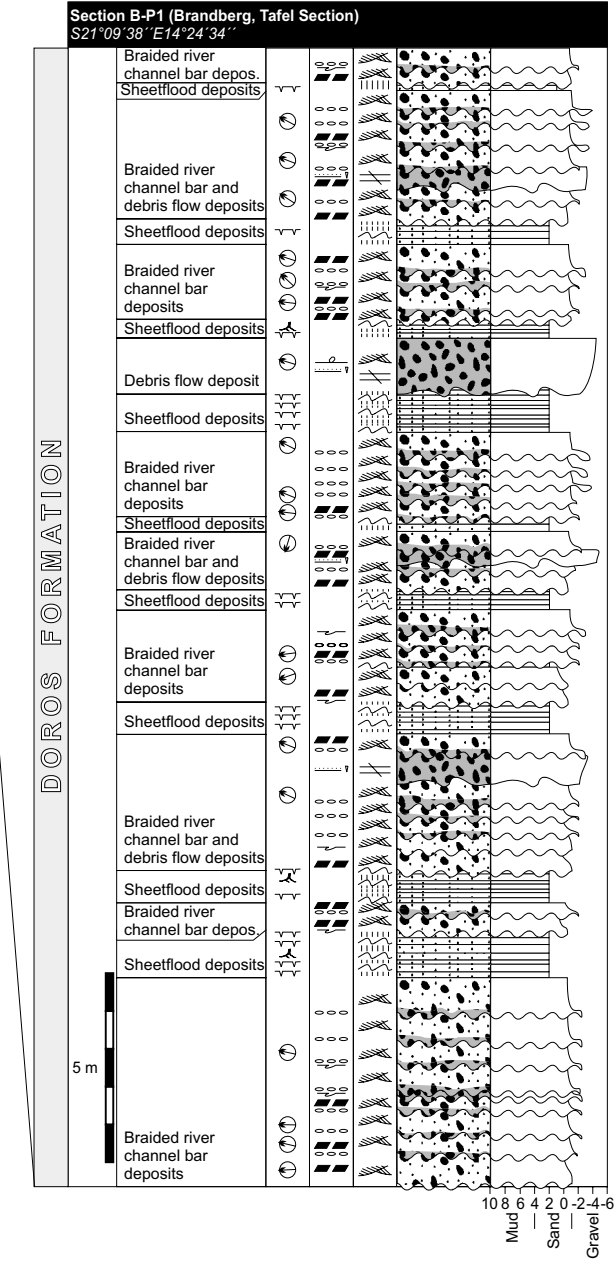 Section B-P1 (Brandberg, Tafel Section)
S21°09´38´´E14°24´34´´
Braided river
channel bar depos.
Sheetflood deposits
Braided river
channel bar and
debris flow deposits
Sheetflood deposits
Braided river
channel bar
deposits
Sheetflood deposits
Debris flow deposit
Sheetflood deposits
Braided river
channel bar
deposits
Sheetflood deposits
Braided river
channel bar and
debris flow deposits
Sheetflood deposits
Braided river
channel bar
deposits
Sheetflood deposits
Braided river
channel bar and
debris flow deposits
Sheetflood deposits
Braided river
channel bar depos.
Sheetflood deposits
Braided river
channel bar
deposits
DOROS FORMATION
5 m
10 8 6 4 2 0 -2 -4 -6
Mud
Sand
Gravel